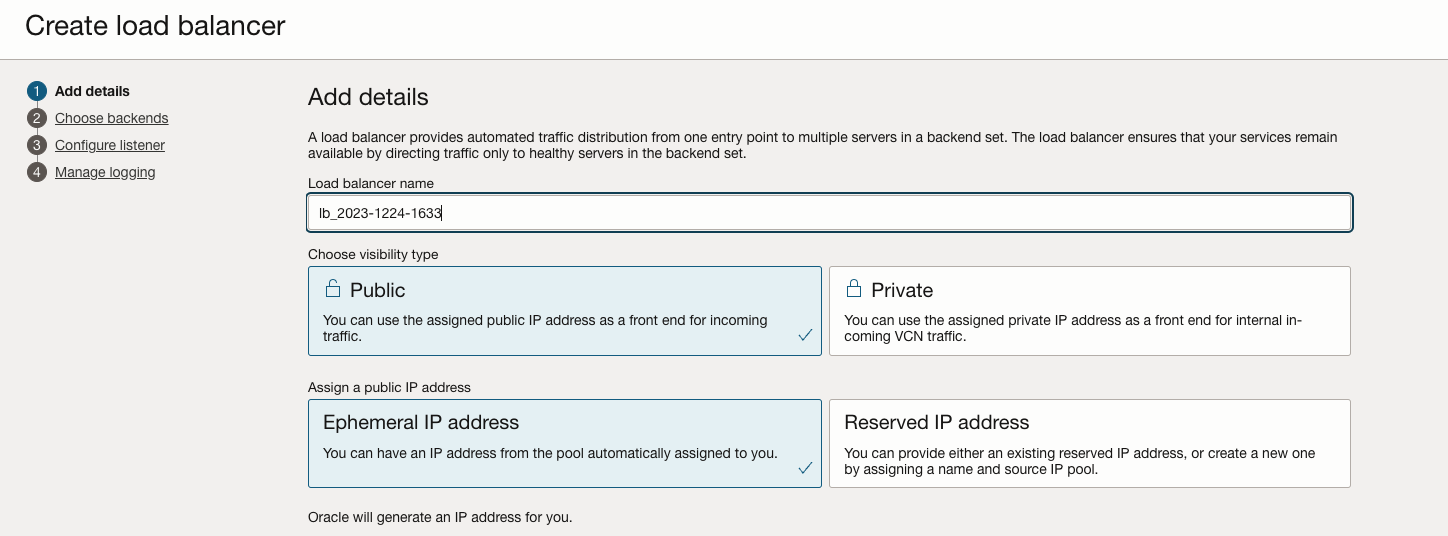 Create load balancer
1 Add details
2 Choose backends
3 Configure listener
4 Manage logging
Add details
A load balancer provides automated traffic distribution from one entry point to multiple servers in a backend set. The load balancer ensures that your services remain
available by directing traffic only to healthy servers in the backend set.
Load balancer name
lb_2023-1224-1633
Choose visibility type
Public
You can use the assigned public IP address as a front end for incoming
traffic.
Private
You can use the assigned private IP address as a front end for internal in-
coming VCN traffic.
Assign a public IP address
Ephemeral IP address
You can have an IP address from the pool automatically assigned to you.
Reserved IP address
You can provide either an existing reserved IP address, or create a new one
by assigning a name and source IP pool.
Oracle will generate an IP address for you.